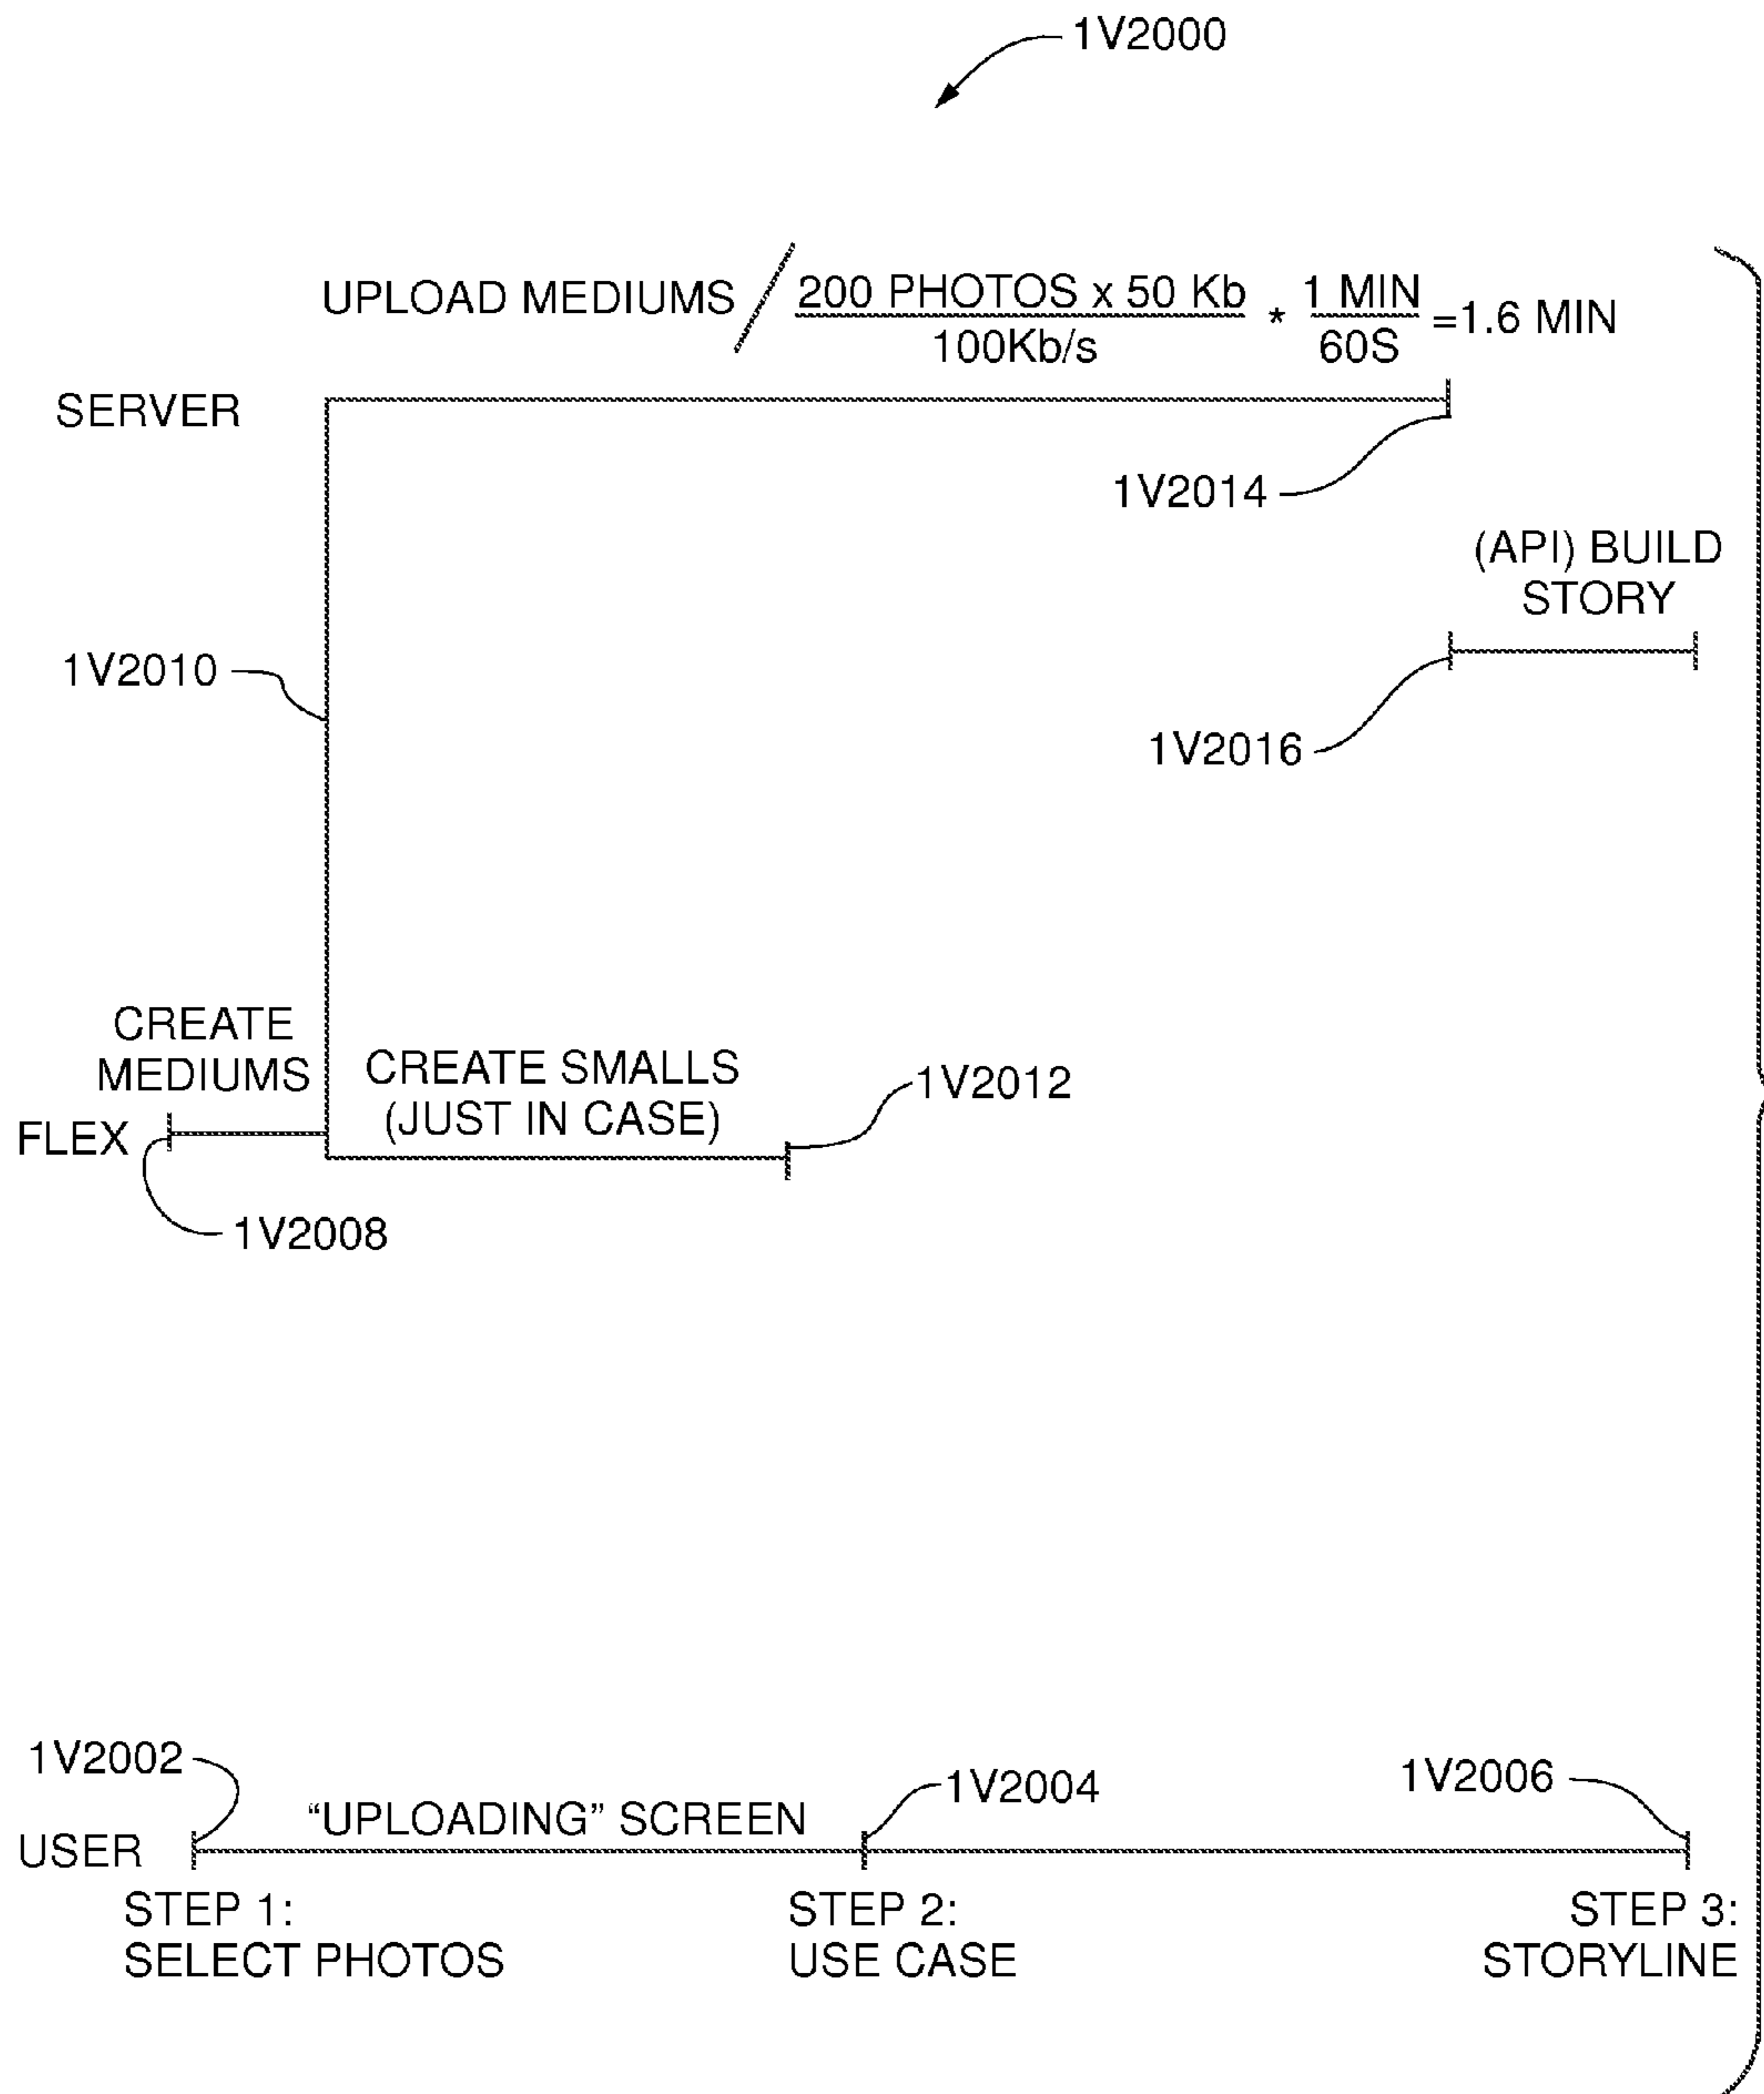 1V2000
UPLOAD MEDIUMS / 200 PHOTOS x 50 Kb * 1 MIN =1.6 MIN
100Kb/s 60S
SERVER
1V2014
(API) BUILD
STORY
1V2010
1V2016
CREATE
MEDIUMS
CREATE SMALLS
(JUST IN CASE)
1V2012
FLEX
1V2008
1V2002
1V2004
1V2006
“UPLOADING” SCREEN
USER
STEP 1:
SELECT PHOTOS
STEP 2:
USE CASE
STEP 3:
STORYLINE